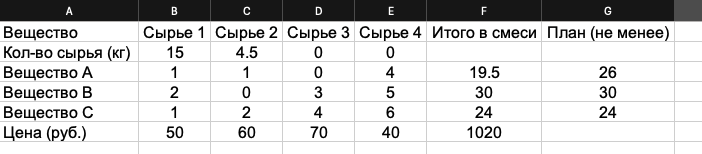 A B C D E F G
Вещество Сырье 1 Сырье 2 Сырье 3 Сырье 4 Итого в смеси План (не менее)
Кол-во сырья (кг) 15 4.5 0 0
Вещество A 1 1 0 4 19.5 26
Вещество B 2 0 3 5 30 30
Вещество C 1 2 4 6 24 24
Цена (руб.) 50 60 70 40 1020